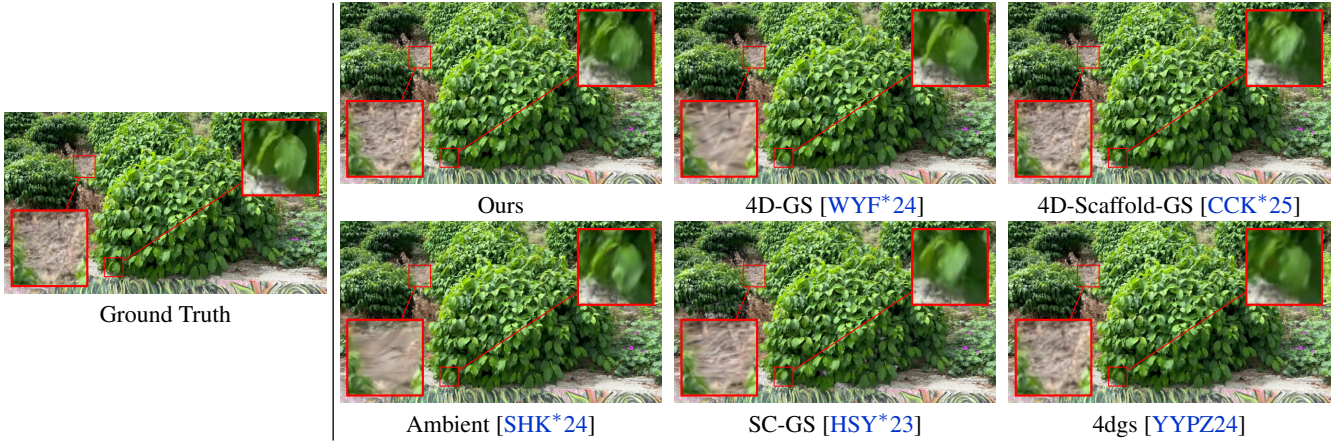 Ours
4D-GS [WYF*24]
4D-Scaffold-GS [CCK*25]
Ground Truth
Ambient [SHK*24]
SC-GS [HSY*23]
4dgs [YYPZ24]